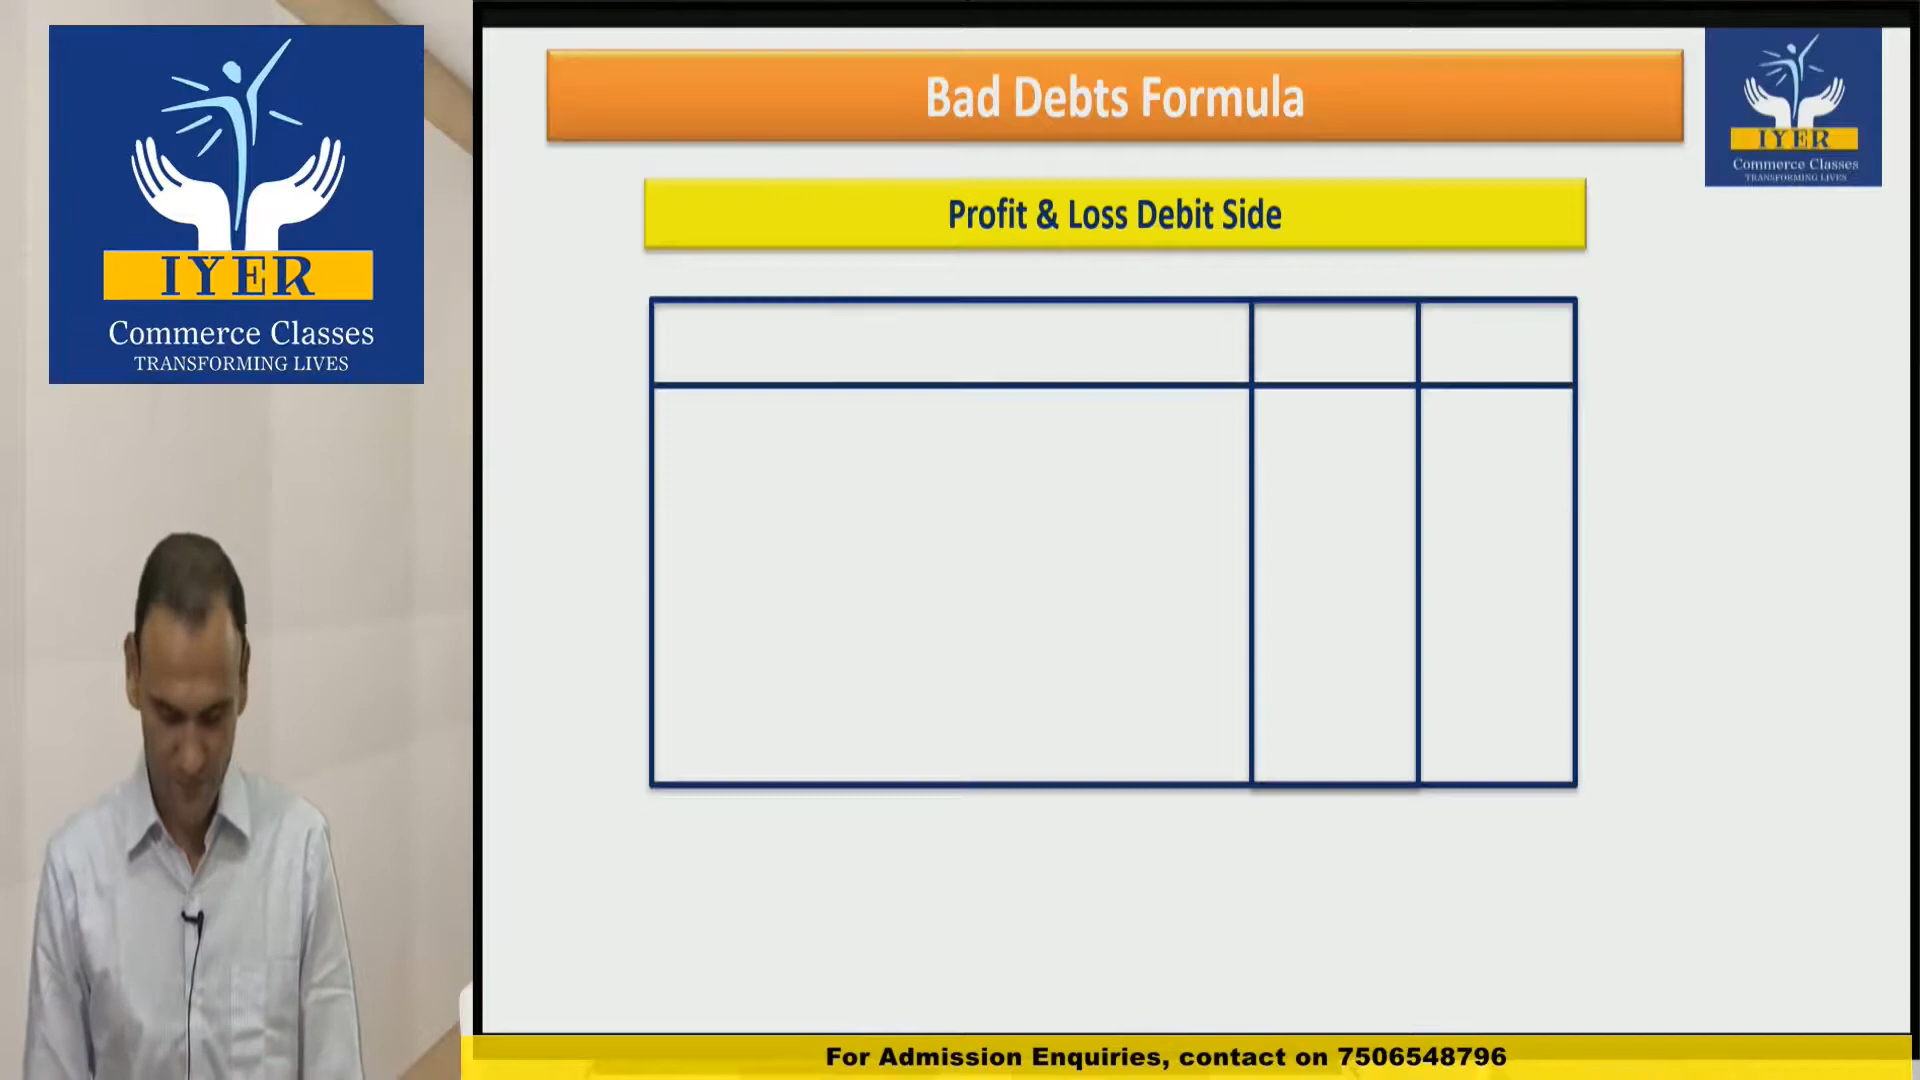 IYER
Commerce Classes
TRANSFORMING LIVES
Bad Debts Formula
IYER
Commerce Classes
TRANSFORMING LIVES
Profit & Loss Debit Side
For Admission Enquiries, contact on 7506548796